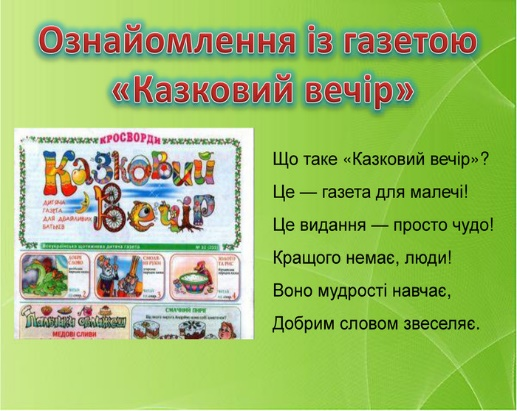 Ознайомлення із газетою
«Казковий вечір»
КРОСВОРДИ
Казковий
Вечір
ДИТЯЧА
ГАЗЕТА
ДЛЯ ДБАЙЛИВИХ
БАТЬКІВ
Всеукраїнська щотижнева дитяча газета
СМАЧНИЙ ПИРІГ
МЕДОВІ СЛИВИ
Що таке «Казковий вечір»?
Це — газета для малечі!
Це видання — просто чудо!
Кращого немає, люди!
Воно мудрості навчає,
Добрим словом звеселяє.